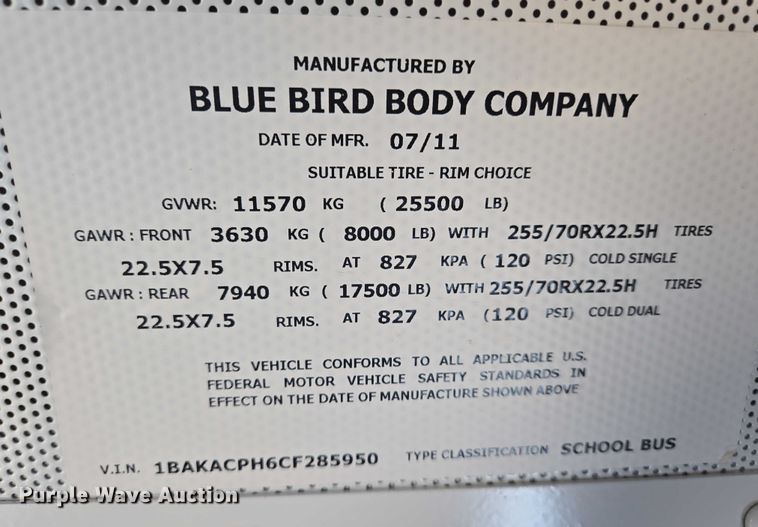 MANUFACTURED BY
BLUE BIRD BODY COMPANY
DATE OF MFR. 07/11
SUITABLE TIRE - RIM CHOICE
GVWR: 11570 KG ( 25500 LB)
GAWR : FRONT 3630 KG ( 8000 LB) WITH 255/70RX22.5H TIRES
22.5X7.5 RIMS. AT 827 KPA ( 120 PSI) COLD SINGLE
GAWR : REAR 7940 KG ( 17500 LB) WITH 255/70RX22.5H TIRES
22.5X7.5 RIMS. AT 827 KPA ( 120 PSI) COLD DUAL
THIS VEHICLE CONFORMS TO ALL APPLICABLE U.S.
FEDERAL MOTOR VEHICLE SAFETY STANDARDS IN
EFFECT ON THE DATE OF MANUFACTURE SHOWN ABOVE
V.I.N. 1BAKACPH6CF285950 TYPE CLASSIFICATION SCHOOL BUS
Purple Wave Auction